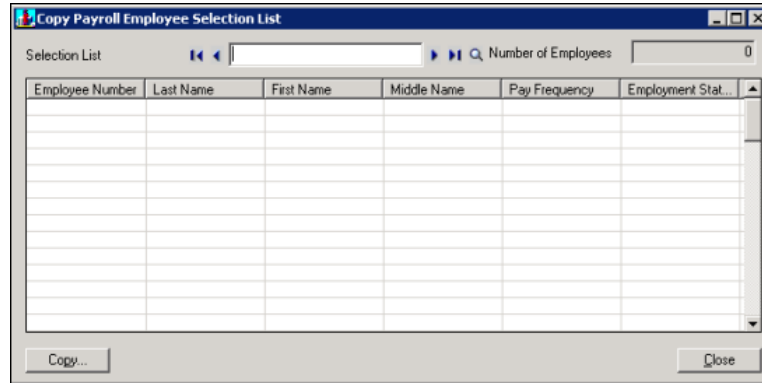 Copy Payroll Employee Selection List
Selection List Number of Employees 0
Employee Number Last Name First Name Middle Name Pay Frequency Employment Stat...
Copy... Close